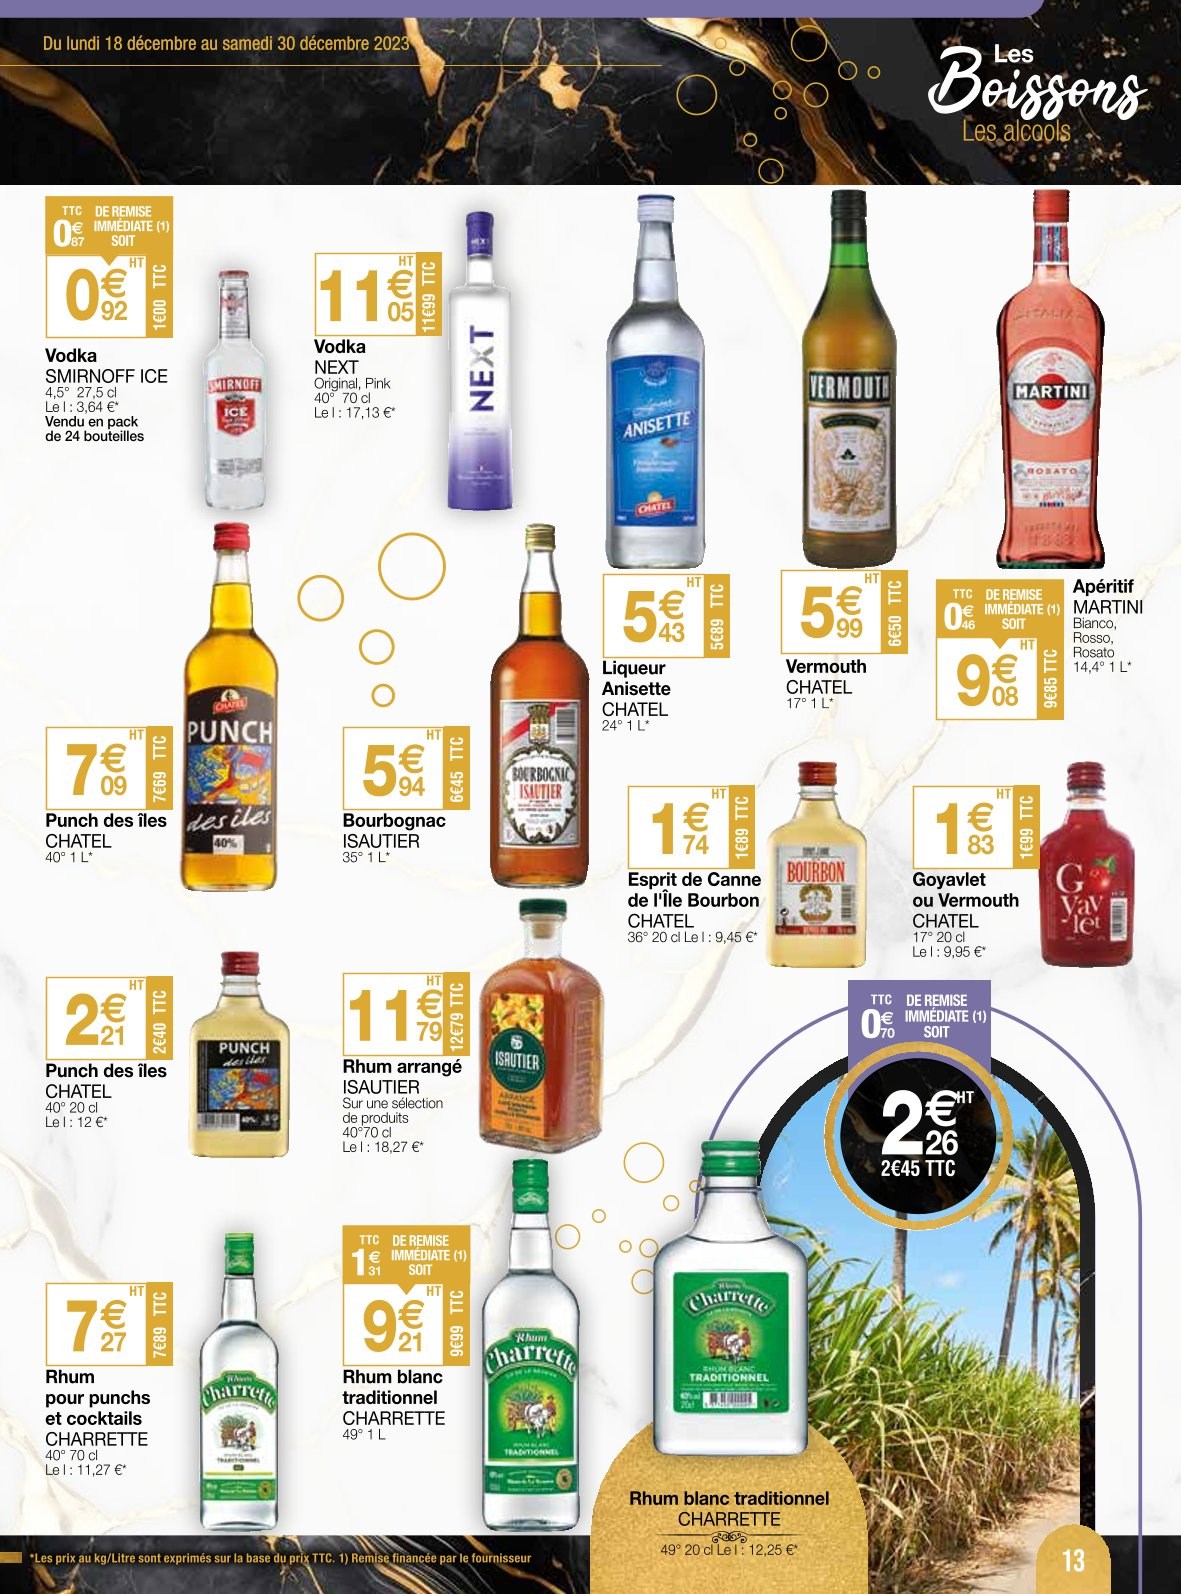 Du lundi 18 décembre au samedi 30 décembre 2023
Les
Boissons
Les alcools
TTC DE REMISE
0€87 IMMÉDIATE (1)
SOIT
0€92 HT
1€00 TTC
Vodka
SMIRNOFF ICE
4,5° 27,5 cl
Le l : 3,64 €*
Vendu en pack
de 24 bouteilles
SMIRNOFF
ICE
11€05 HT
11€99 TTC
Vodka
NEXT
Original, Pink
40° 70 cl
Le l : 17,13 €*
NEXT
NEXT
ANISETTE
CHATEL
5€43 HT
5€89 TTC
Liqueur
Anisette
CHATEL
24° 1 L*
VERMOUTH
5€99 HT
6€50 TTC
Vermouth
CHATEL
17° 1 L*
MARTINI
ROSATO
TTC DE REMISE
0€46 IMMÉDIATE (1)
SOIT
9€08 HT
9€85 TTC
Apéritif
MARTINI
Bianco,
Rosso,
Rosato
14,4° 1 L*
7€09 HT
7€69 TTC
Punch des îles
CHATEL
40° 1 L*
CHATEL
PUNCH
des îles
40%
5€94 HT
6€45 TTC
Bourbognac
ISAUTIER
35° 1 L*
BOURBOGNAC
ISAUTIER
1€74 HT
1€89 TTC
Esprit de Canne
de l'Île Bourbon
CHATEL
36° 20 cl Le l : 9,45 €*
BOURBON
1€83 HT
1€99 TTC
Goyavlet
ou Vermouth
CHATEL
17° 20 cl
Le l : 9,95 €*
Goyavlet
2€21 HT
2€40 TTC
Punch des îles
CHATEL
40° 20 cl
Le l : 12 €*
PUNCH
des îles
40%
11€79 HT
12€79 TTC
Rhum arrangé
ISAUTIER
Sur une sélection
de produits
40°70 cl
Le l : 18,27 €*
ISAUTIER
ARRANGÉ
TTC DE REMISE
0€70 IMMÉDIATE (1)
SOIT
2€26 HT
2€45 TTC
7€27 HT
7€89 TTC
Rhum
pour punchs
et cocktails
CHARRETTE
40° 70 cl
Le l : 11,27 €*
Rhum
Charrette
TRADITIONNEL
TTC DE REMISE
1€31 IMMÉDIATE (1)
SOIT
9€21 HT
9€99 TTC
Rhum blanc
traditionnel
CHARRETTE
49° 1 L
Rhum
Charrette
RHUM BLANC
TRADITIONNEL
Rhum
Charrette
RHUM BLANC
TRADITIONNEL
Rhum blanc traditionnel
CHARRETTE
49° 20 cl Le l : 12,25 €*
*Les prix au kg/Litre sont exprimés sur la base du prix TTC. 1) Remise financée par le fournisseur
13